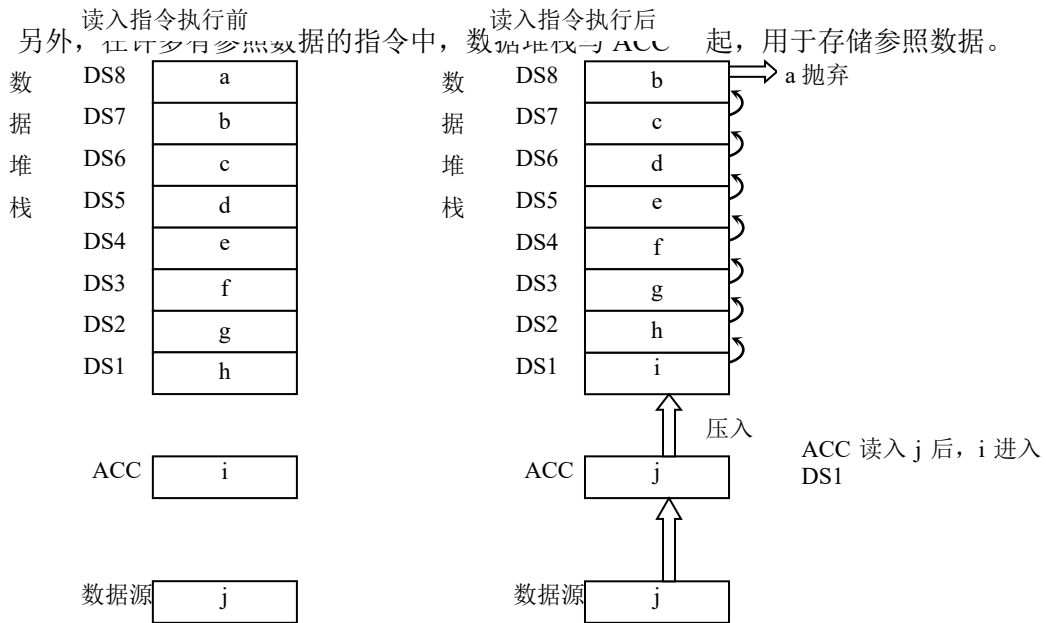 读入指令执行前 读入指令执行后
另外,在许多有参照数据的指令中,数据堆栈与 ACC 起,用于存储参照数据。
数 DS8 a 数 DS8 b a 抛弃
据 DS7 b 据 DS7 c
堆 DS6 c 堆 DS6 d
栈 DS5 d 栈 DS5 e
DS4 e DS4 f
DS3 f DS3 g
DS2 g DS2 h
DS1 h DS1 i
压入
ACC i ACC j ACC 读入 j 后,i 进入
DS1
数据源 j 数据源 j